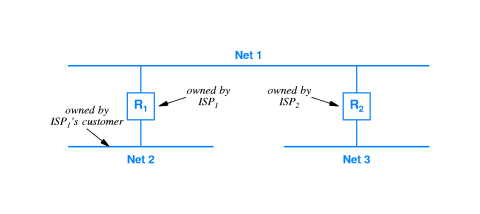 Net 1
owned by
ISP1
owned by
ISP2
R1
R2
owned by
ISP1's customer
Net 2
Net 3